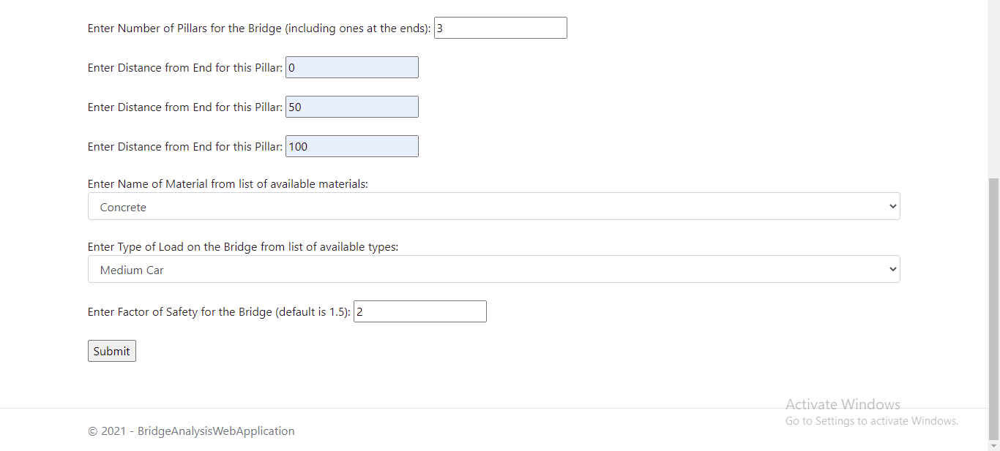 Enter Number of Pillars for the Bridge (including ones at the ends): 3
Enter Distance from End for this Pillar: 0
Enter Distance from End for this Pillar: 50
Enter Distance from End for this Pillar: 100
Enter Name of Material from list of available materials:
Concrete
Enter Type of Load on the Bridge from list of available types:
Medium Car
Enter Factor of Safety for the Bridge (default is 1.5): 2
Submit
Activate Windows
Go to Settings to activate Windows.
© 2021 - BridgeAnalysisWebApplication